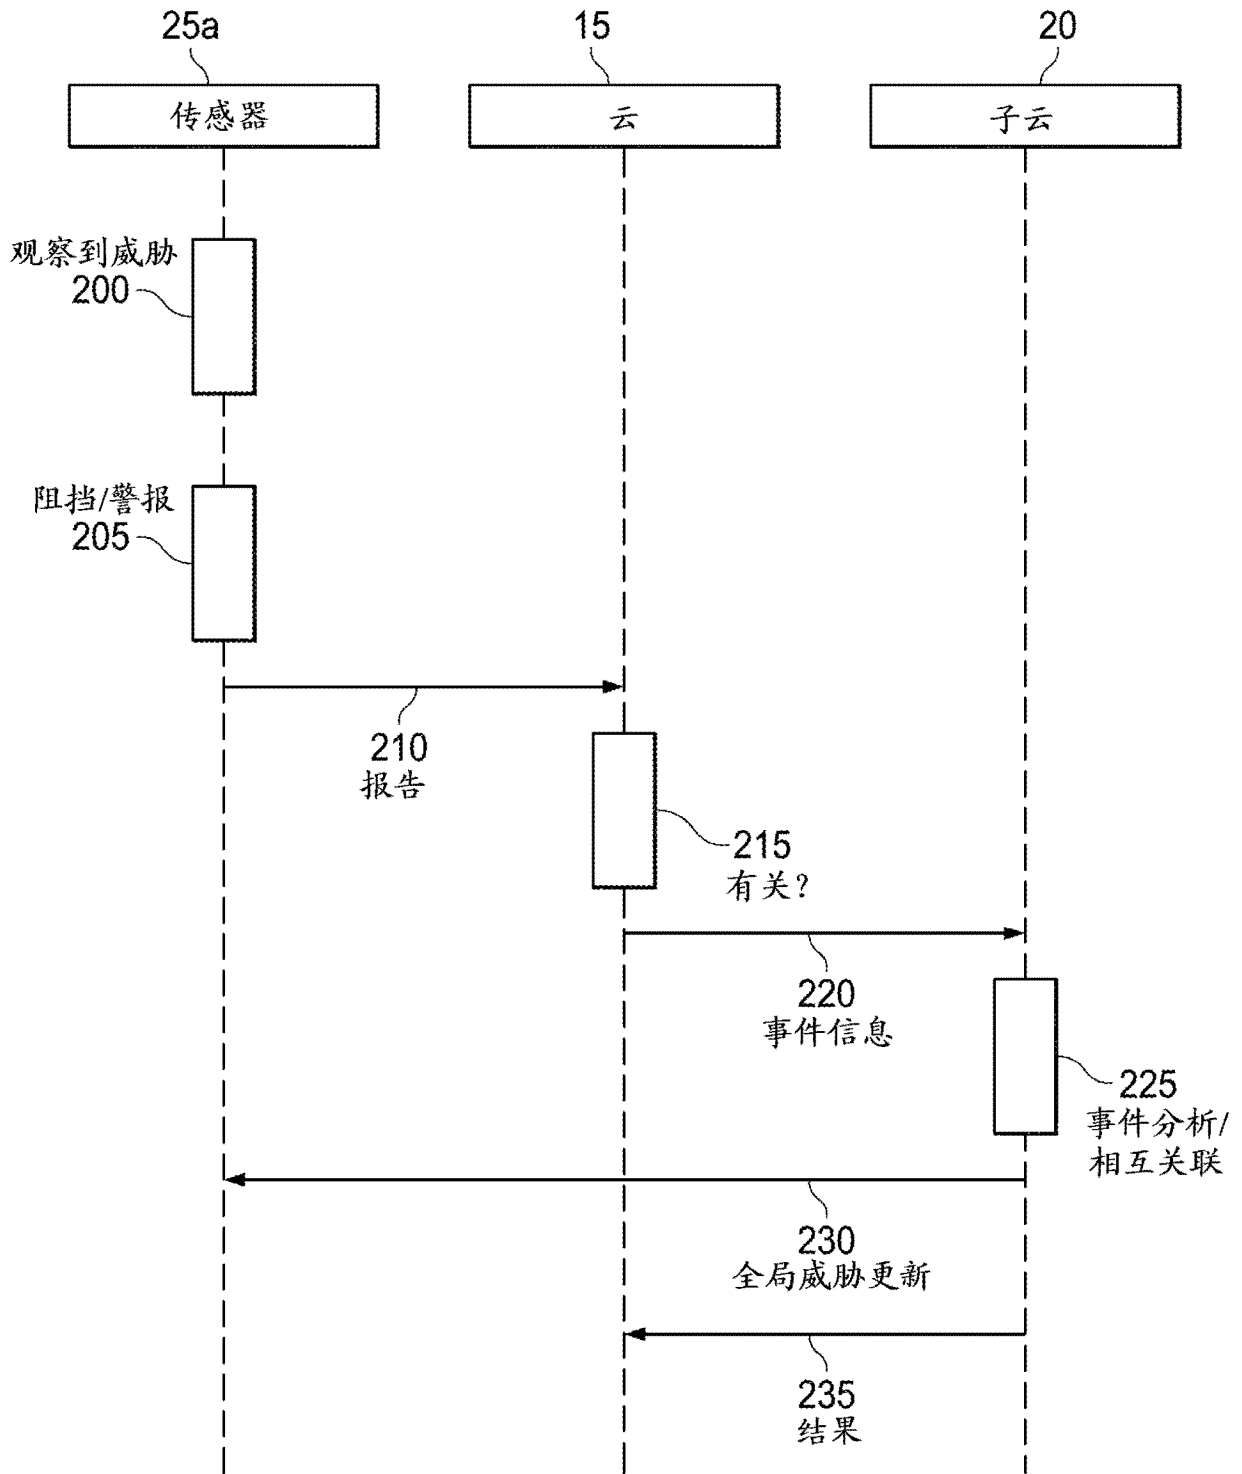 25a
15
20
传感器
云
子云
观察到威胁
200
阻挡/警报
205
210
报告
215
有关?
220
事件信息
225
事件分析/
相互关联
230
全局威胁更新
235
结果